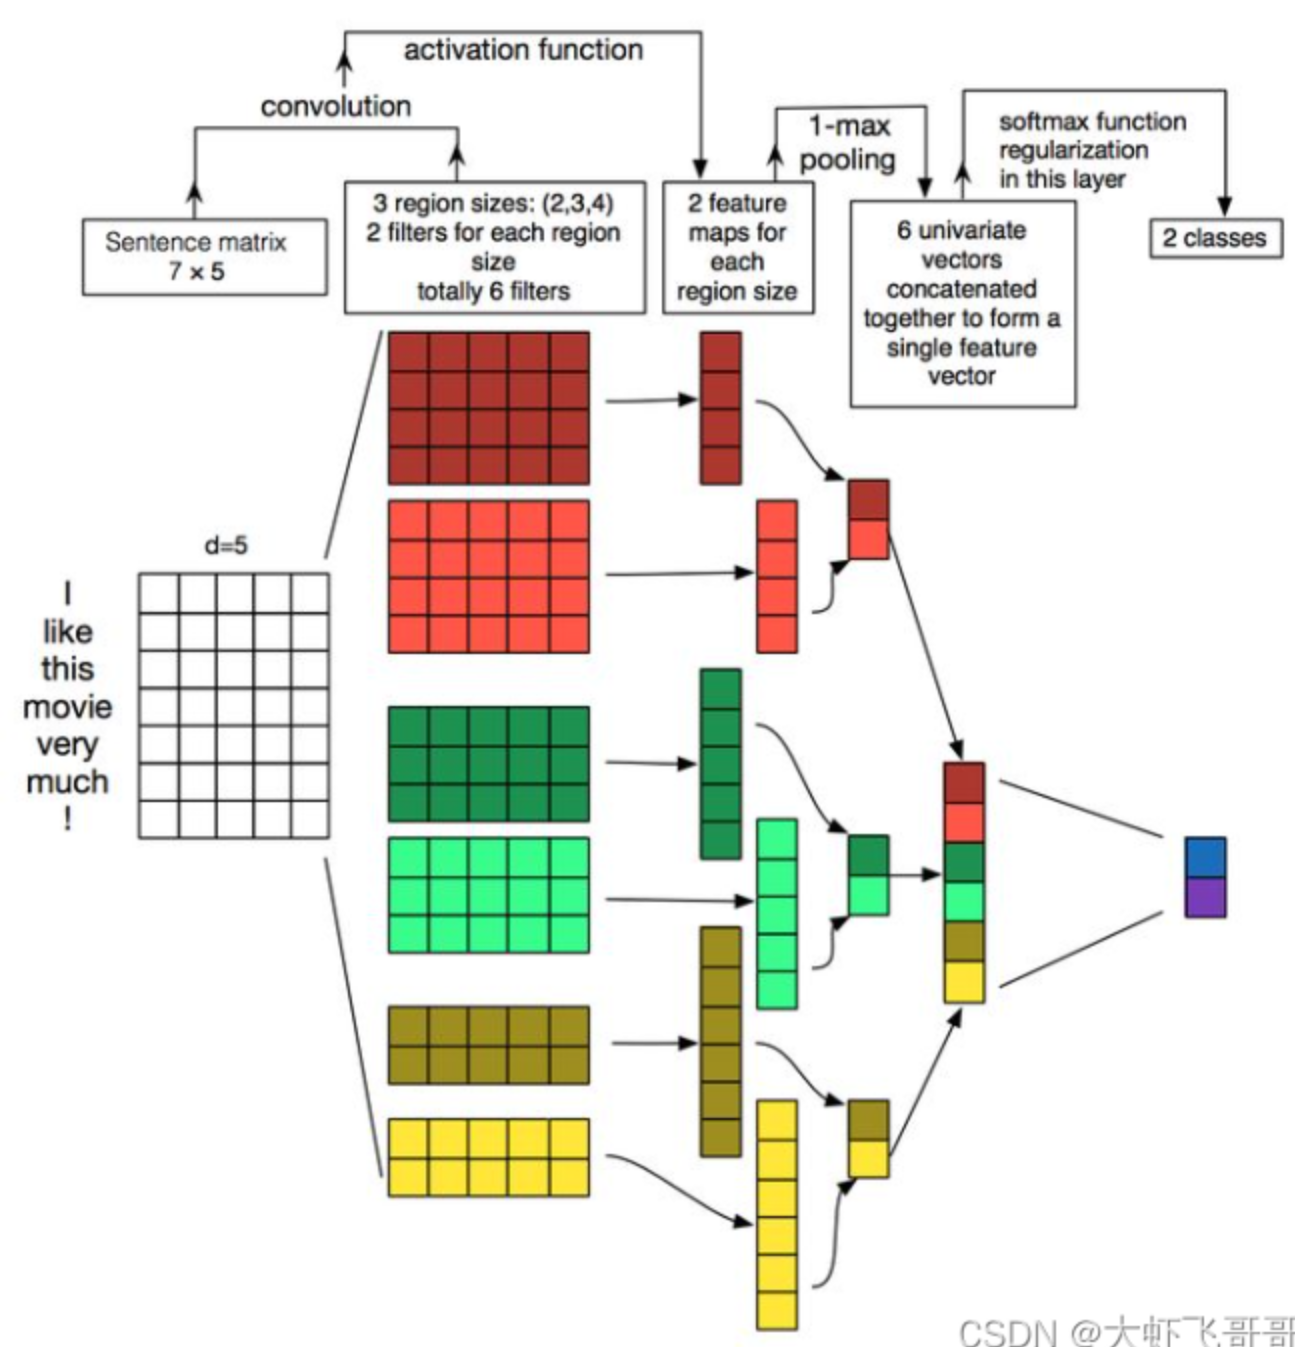 activation function
convolution
1-max
pooling
softmax function
regularization
in this layer
Sentence matrix
7 × 5
3 region sizes: (2,3,4)
2 filters for each region
size
totally 6 filters
2 feature
maps for
each
region size
6 univariate
vectors
concatenated
together to form a
single feature
vector
2 classes
d=5
I
like
this
movie
very
much
!
CSDN @大虾飞哥哥